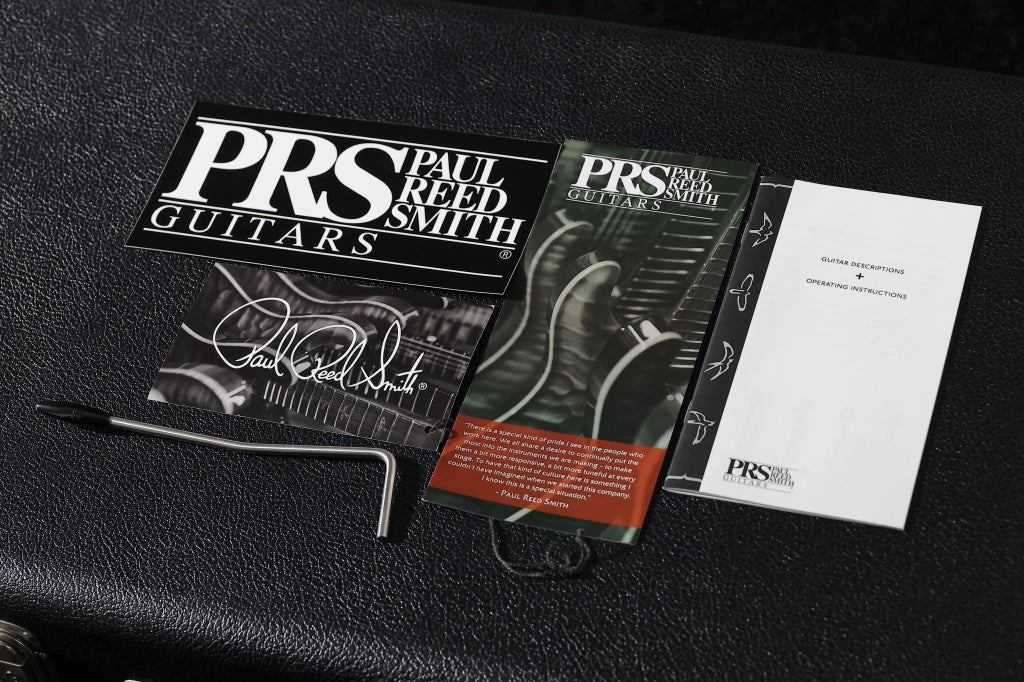 PRS PAUL
REED
SMITH
GUITARS ®
Paul Reed Smith ®
PRS PAUL
REED
SMITH
GUITARS
"There is a special kind of pride I see in the people who
work here. We all share a desire to continually put the
most into the instruments we are making - to make
them a bit more responsive, a bit more tuneful at every
stage. To have that kind of culture here is something I
couldn't have imagined when we started this company.
I know this is a special situation."
- PAUL REED SMITH
GUITAR DESCRIPTIONS
+
OPERATING INSTRUCTIONS
PRS PAUL
REED
SMITH
GUITARS